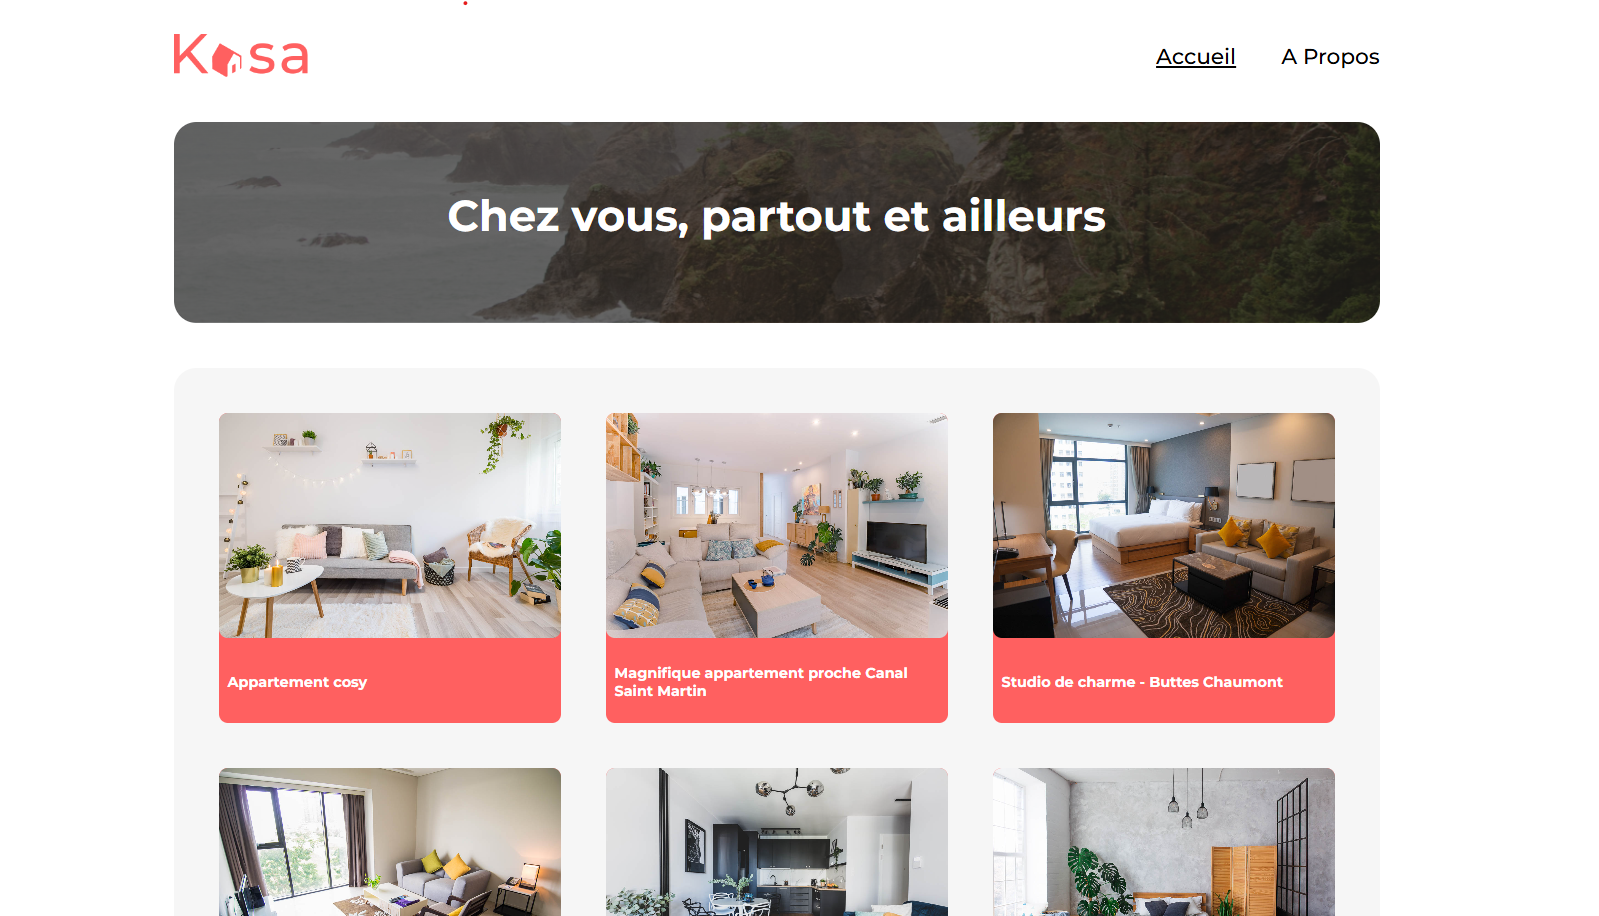 Kasa
Accueil
A Propos
Chez vous, partout et ailleurs
Appartement cosy
Magnifique appartement proche Canal
Saint Martin
Studio de charme - Buttes Chaumont